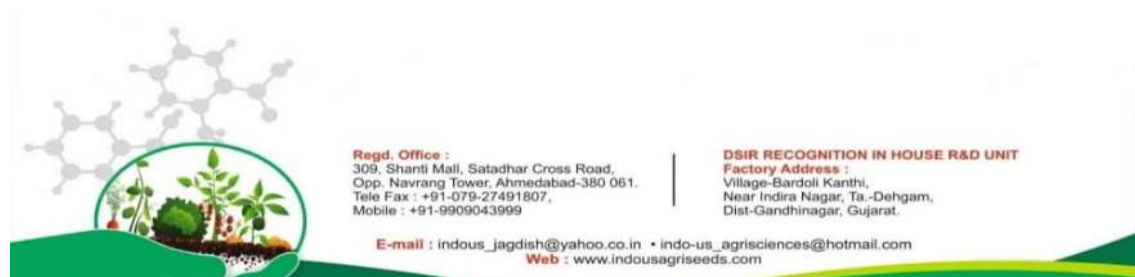 Regd. Office :
309, Shanti Mall, Satadhar Cross Road,
Opp. Navrang Tower, Ahmedabad-380 061.
Tele Fax : +91-079-27491807,
Mobile : +91-9909043999
DSIR RECOGNITION IN HOUSE R&D UNIT
Factory Address :
Village-Bardoli Kanthi,
Near Indira Nagar, Ta.-Dehgam,
Dist-Gandhinagar, Gujarat.
E-mail : indous_jagdish@yahoo.co.in • indo-us_agrisciences@hotmail.com
Web : www.indousagriseeds.com